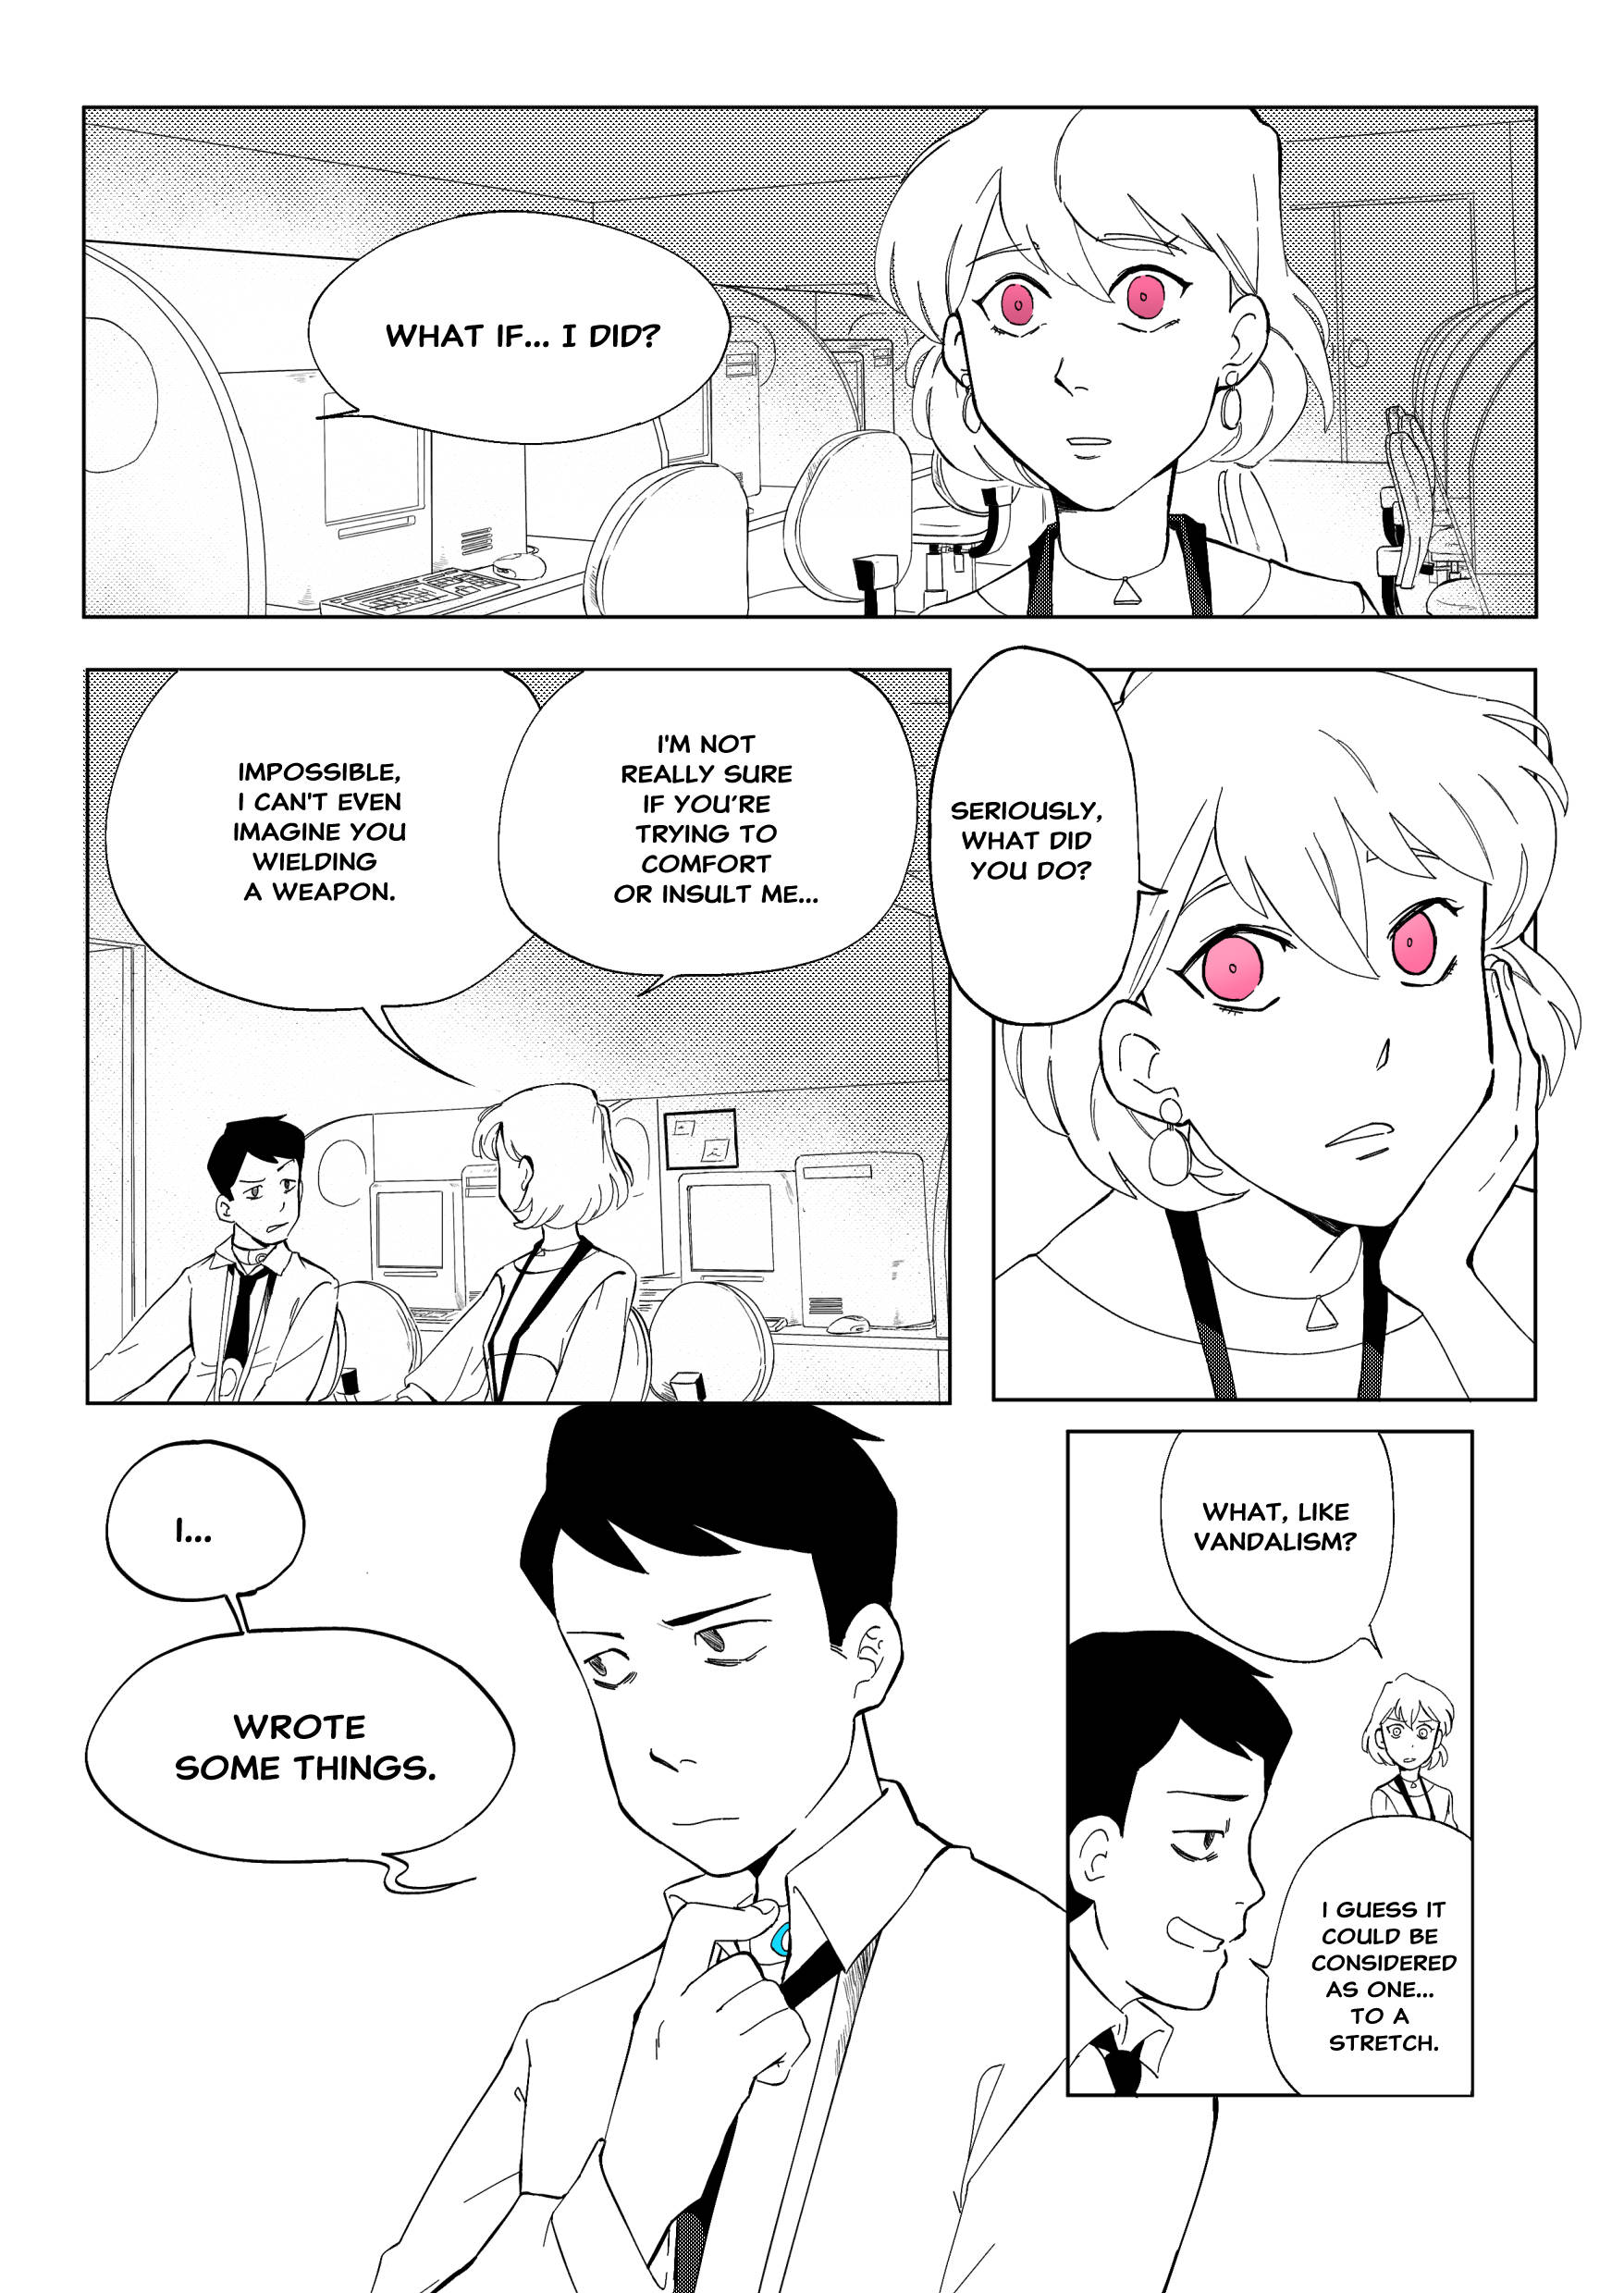 WHAT IF... I DID?
IMPOSSIBLE,
I CAN'T EVEN
IMAGINE YOU
WIELDING
A WEAPON.
I'M NOT
REALLY SURE
IF YOU’RE
TRYING TO
COMFORT
OR INSULT ME...
SERIOUSLY,
WHAT DID
YOU DO?
I...
WROTE
SOME THINGS.
WHAT, LIKE
VANDALISM?
I GUESS IT
COULD BE
CONSIDERED
AS ONE...
TO A
STRETCH.